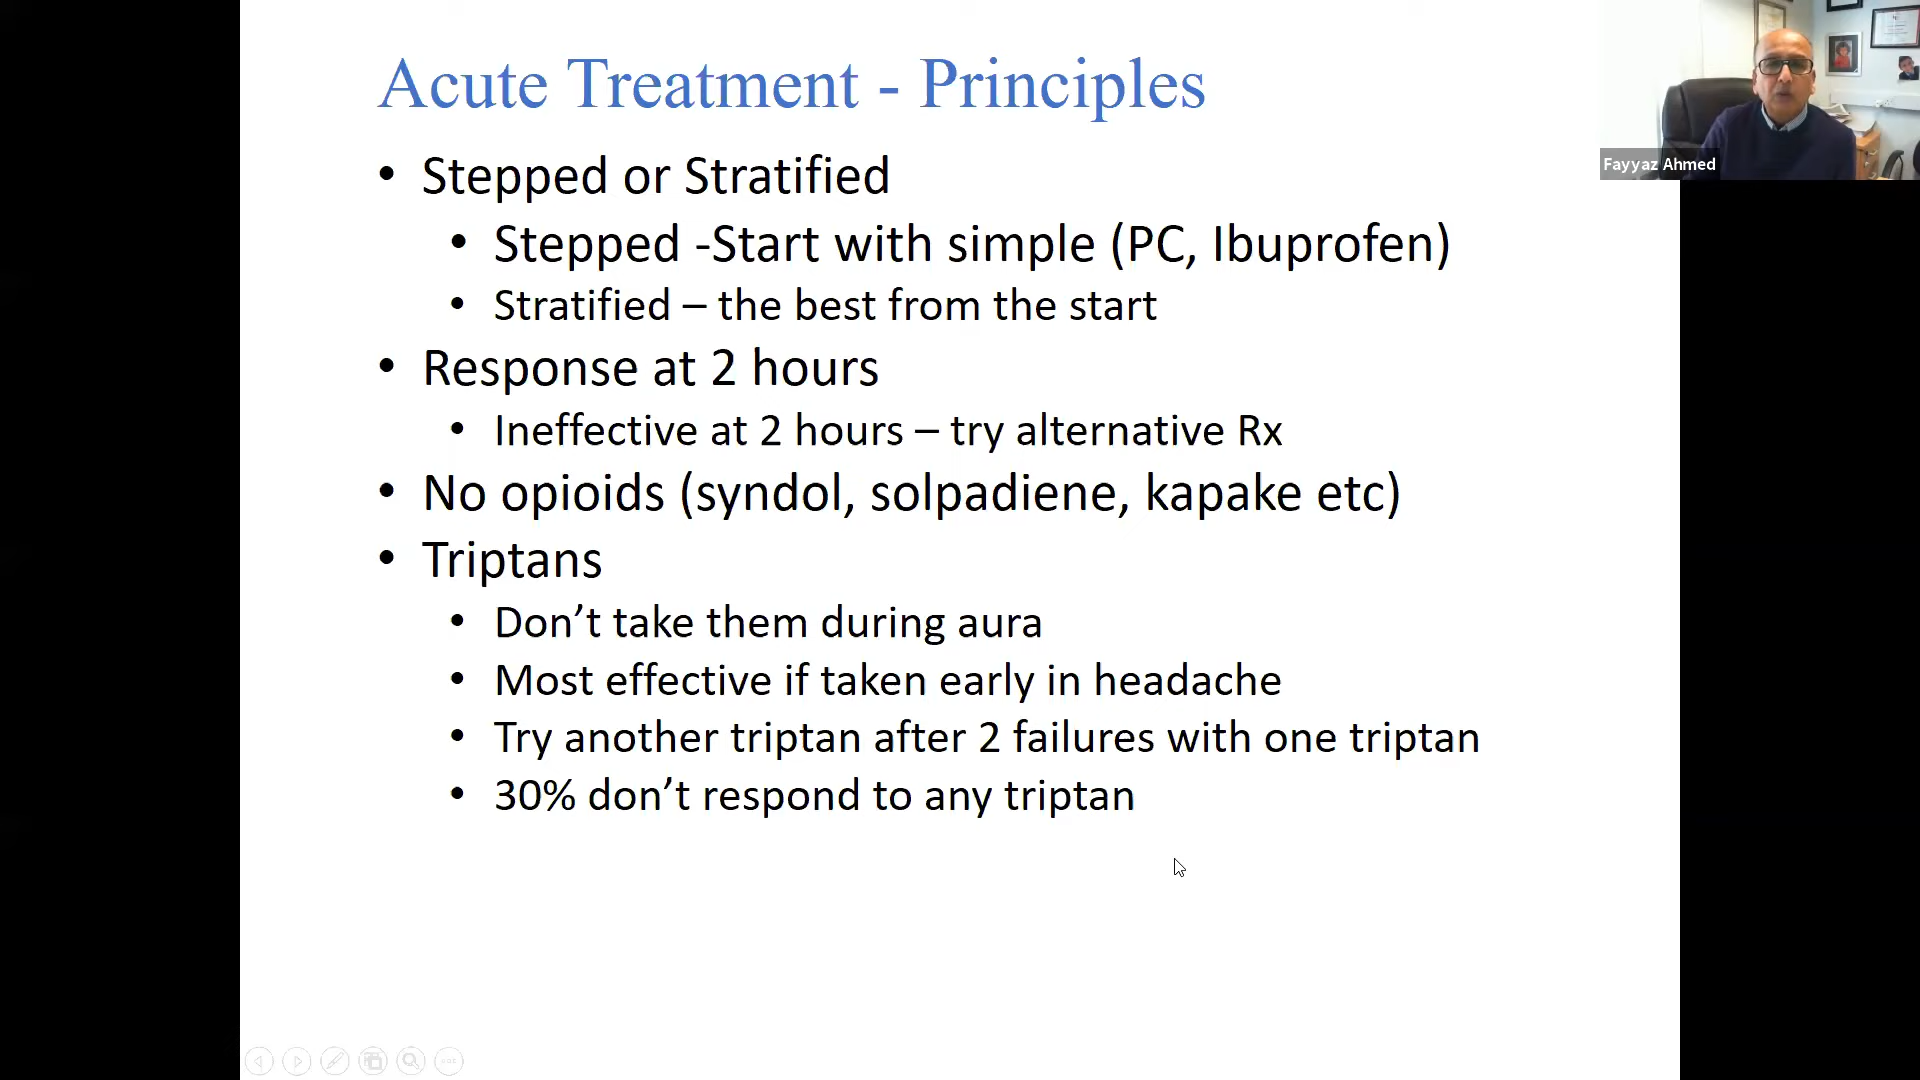 Acute Treatment - Principles
• Stepped or Stratified
• Stepped -Start with simple (PC, Ibuprofen)
• Stratified – the best from the start
• Response at 2 hours
• Ineffective at 2 hours – try alternative Rx
• No opioids (syndol, solpadiene, kapake etc)
• Triptans
• Don’t take them during aura
• Most effective if taken early in headache
• Try another triptan after 2 failures with one triptan
• 30% don’t respond to any triptan
Fayyaz Ahmed